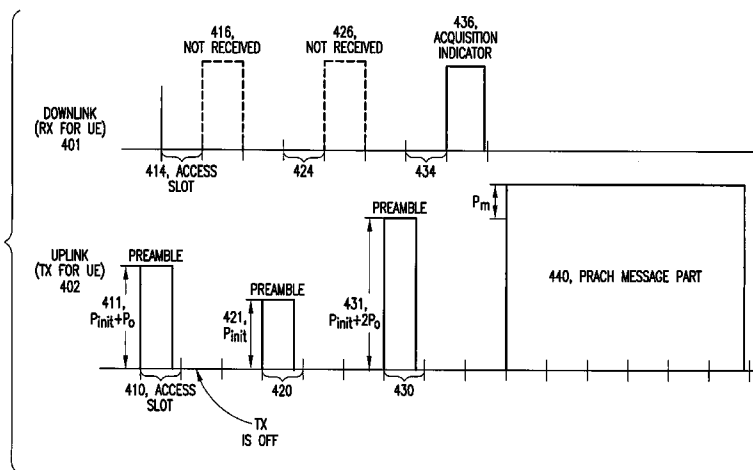 416,
NOT RECEIVED
426,
NOT RECEIVED
436,
ACQUISITION
INDICATOR
DOWNLINK
(RX FOR UE)
401
414, ACCESS
SLOT
424
434
UPLINK
(TX FOR UE)
402
PREAMBLE
411,
Pinit+Po
PREAMBLE
421,
Pinit
PREAMBLE
431,
Pinit+2Po
Pm
440, PRACH MESSAGE PART
410, ACCESS
SLOT
420
430
TX
IS OFF